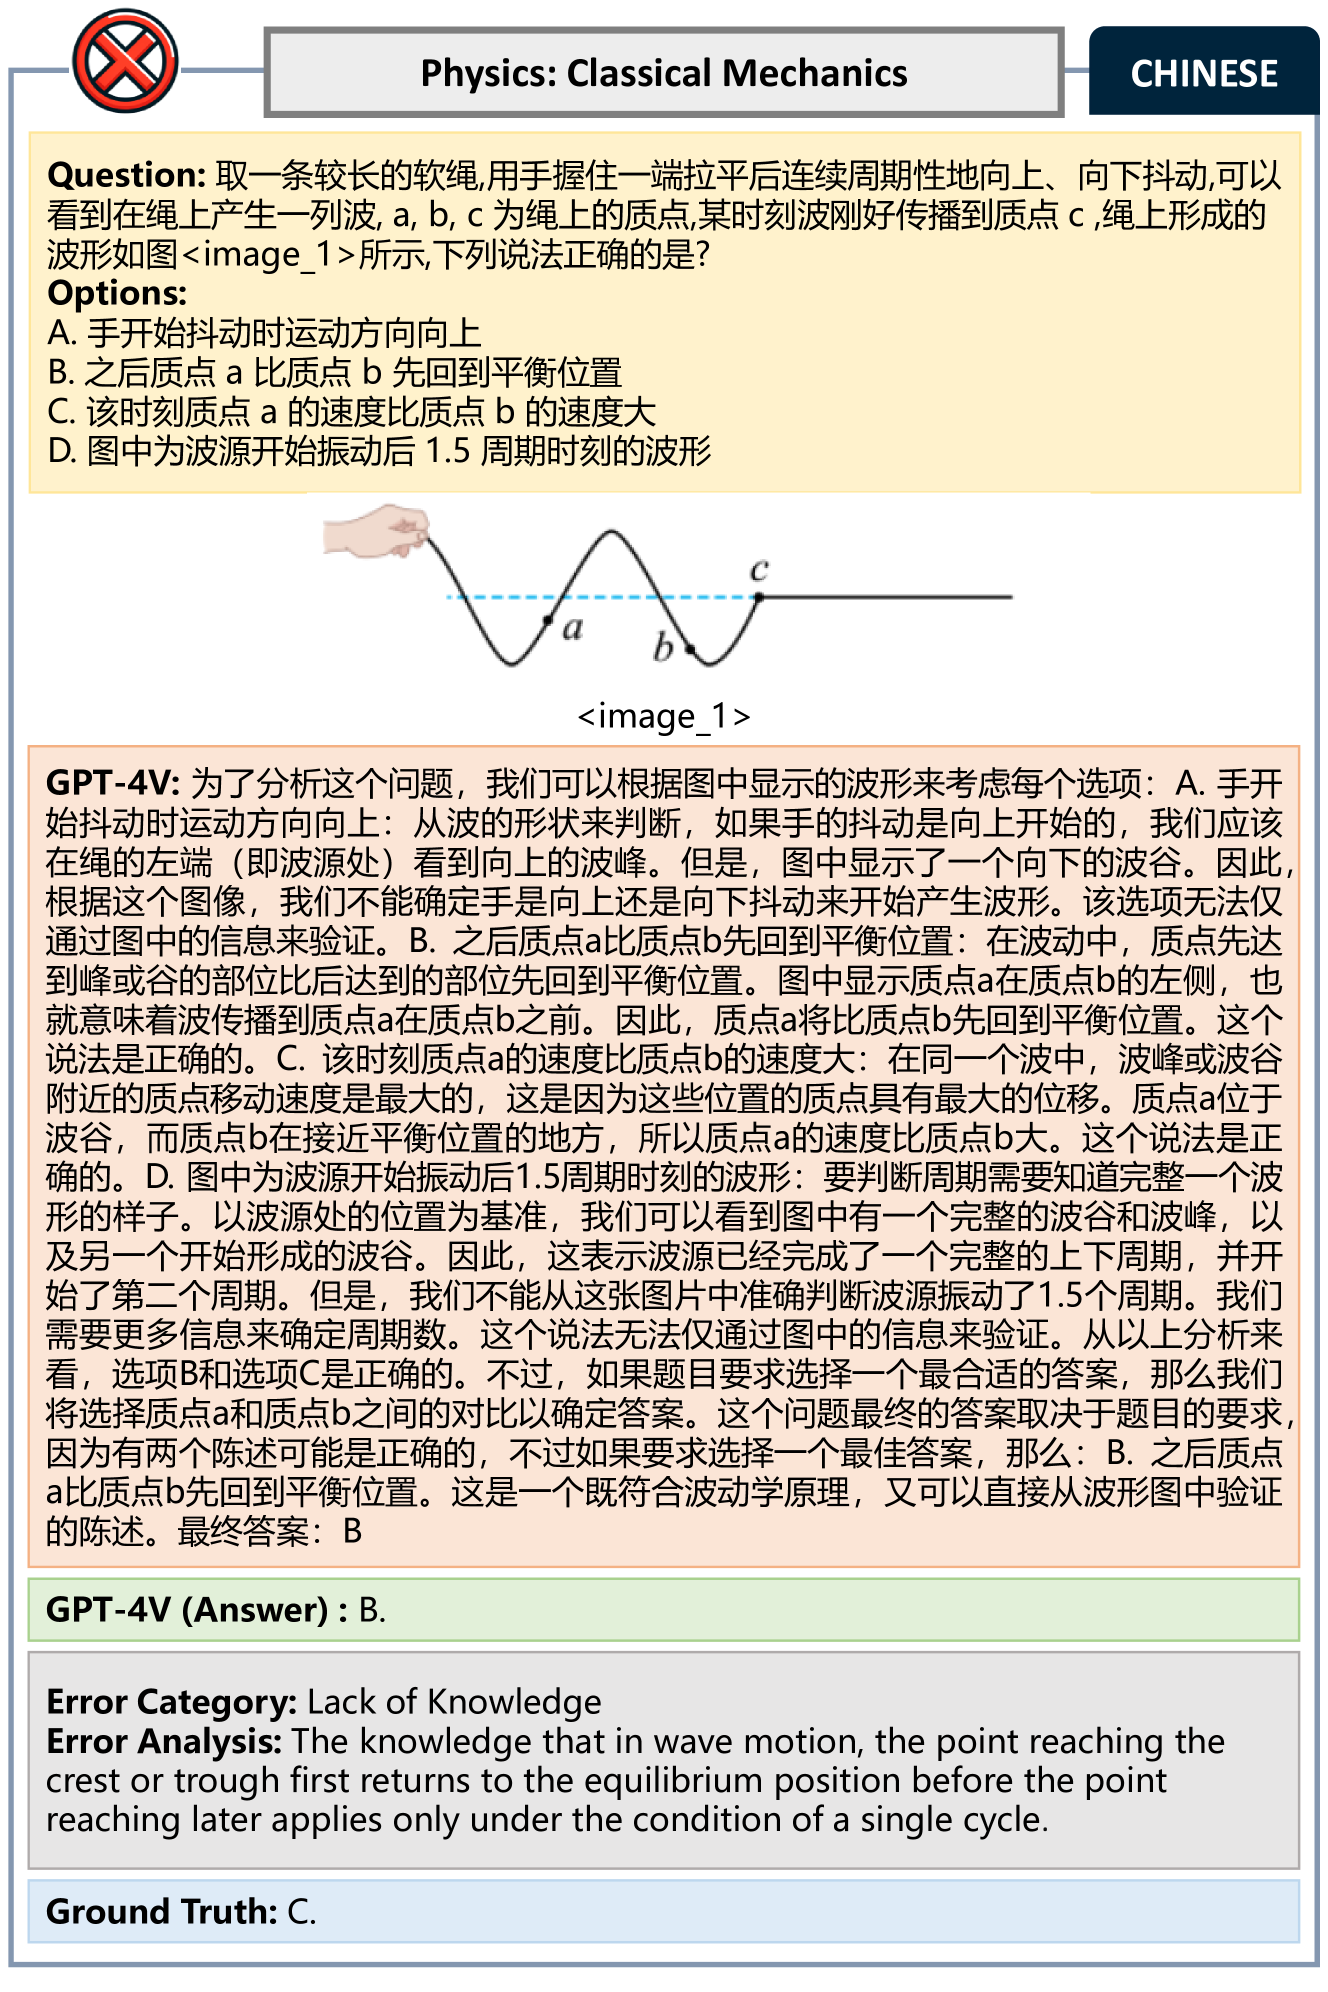 Physics: Classical Mechanics
CHINESE
Question: 取一条较长的软绳,用手握住一端拉平后连续周期性地向上、向下抖动,可以
看到在绳上产生一列波, a, b, c 为绳上的质点,某时刻波刚好传播到质点 c ,绳上形成的
波形如图<image_1>所示,下列说法正确的是?
Options:
A. 手开始抖动时运动方向向上
B. 之后质点 a 比质点 b 先回到平衡位置
C. 该时刻质点 a 的速度比质点 b 的速度大
D. 图中为波源开始振动后 1.5 周期时刻的波形
c
a
b
<image_1>
GPT-4V: 为了分析这个问题，我们可以根据图中显示的波形来考虑每个选项：A. 手开
始抖动时运动方向向上：从波的形状来判断，如果手的抖动是向上开始的，我们应该
在绳的左端（即波源处）看到向上的波峰。但是，图中显示了一个向下的波谷。因此，
根据这个图像，我们不能确定手是向上还是向下抖动来开始产生波形。该选项无法仅
通过图中的信息来验证。B. 之后质点a比质点b先回到平衡位置：在波动中，质点先达
到峰或谷的部位比后达到的部位先回到平衡位置。图中显示质点a在质点b的左侧，也
就意味着波传播到质点a在质点b之前。因此，质点a将比质点b先回到平衡位置。这个
说法是正确的。C. 该时刻质点a的速度比质点b的速度大：在同一个波中，波峰或波谷
附近的质点移动速度是最大的，这是因为这些位置的质点具有最大的位移。质点a位于
波谷，而质点b在接近平衡位置的地方，所以质点a的速度比质点b大。这个说法是正
确的。D. 图中为波源开始振动后1.5周期时刻的波形：要判断周期需要知道完整一个波
形的样子。以波源处的位置为基准，我们可以看到图中有一个完整的波谷和波峰，以
及另一个开始形成的波谷。因此，这表示波源已经完成了一个完整的上下周期，并开
始了第二个周期。但是，我们不能从这张图片中准确判断波源振动了1.5个周期。我们
需要更多信息来确定周期数。这个说法无法仅通过图中的信息来验证。从以上分析来
看，选项B和选项C是正确的。不过，如果题目要求选择一个最合适的答案，那么我们
将选择质点a和质点b之间的对比以确定答案。这个问题最终的答案取决于题目的要求，
因为有两个陈述可能是正确的，不过如果要求选择一个最佳答案，那么：B. 之后质点
a比质点b先回到平衡位置。这是一个既符合波动学原理，又可以直接从波形图中验证
的陈述。最终答案：B
GPT-4V (Answer) : B.
Error Category: Lack of Knowledge
Error Analysis: The knowledge that in wave motion, the point reaching the
crest or trough first returns to the equilibrium position before the point
reaching later applies only under the condition of a single cycle.
Ground Truth: C.